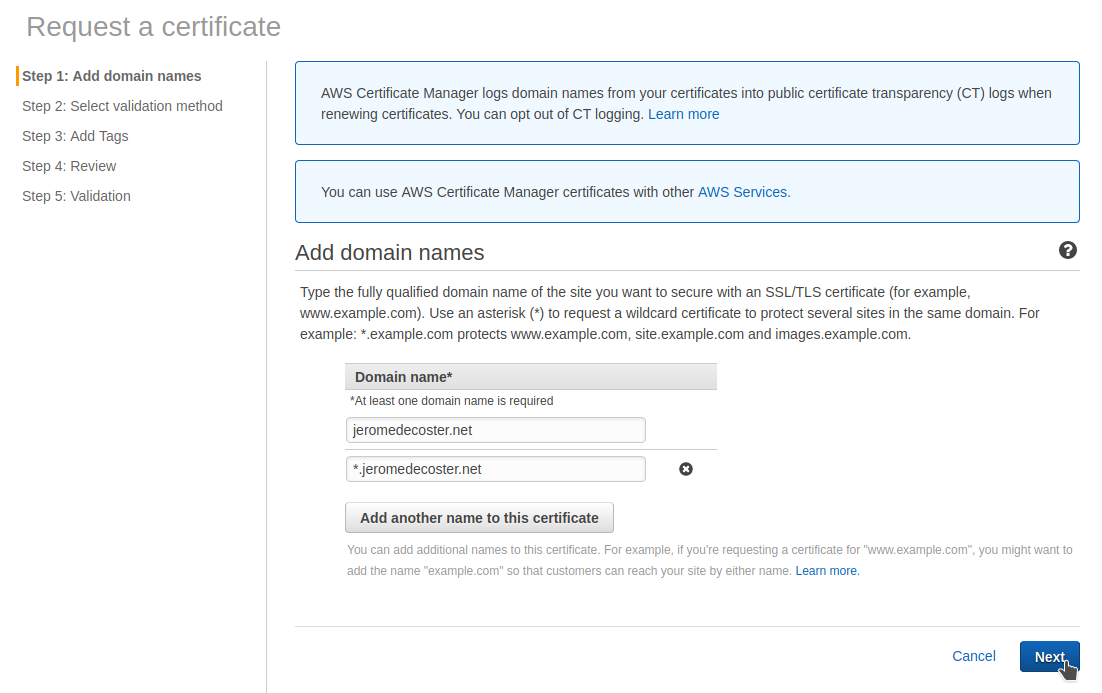 Request a certificate
Step 1: Add domain names
Step 2: Select validation method
Step 3: Add Tags
Step 4: Review
Step 5: Validation
AWS Certificate Manager logs domain names from your certificates into public certificate transparency (CT) logs when
renewing certificates. You can opt out of CT logging. Learn more
You can use AWS Certificate Manager certificates with other AWS Services.
Add domain names
?
Type the fully qualified domain name of the site you want to secure with an SSL/TLS certificate (for example,
www.example.com). Use an asterisk (*) to request a wildcard certificate to protect several sites in the same domain. For
example: *.example.com protects www.example.com, site.example.com and images.example.com.
Domain name*
*At least one domain name is required
jeromedecoster.net
*.jeromedecoster.net
Add another name to this certificate
You can add additional names to this certificate. For example, if you're requesting a certificate for "www.example.com", you might want to
add the name "example.com" so that customers can reach your site by either name. Learn more.
Cancel
Next